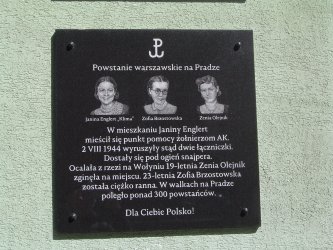 Powstanie warszawskie na Pradze
Janina Englert „Klima” Zofia Brzostowska Zenia Olejnik
W mieszkaniu Janiny Englert
mieścił się punkt pomocy żołnierzom AK.
2 VIII 1944 wyruszyły stąd dwie łączniczki.
Dostały się pod ogień snajpera.
Ocalała z rzezi na Wołyniu 19-letnia Zenia Olejnik
zginęła na miejscu. 23-letnia Zofia Brzostowska
została ciężko ranna. W walkach na Pradze
poległo ponad 300 powstańców.
Dla Ciebie Polsko!